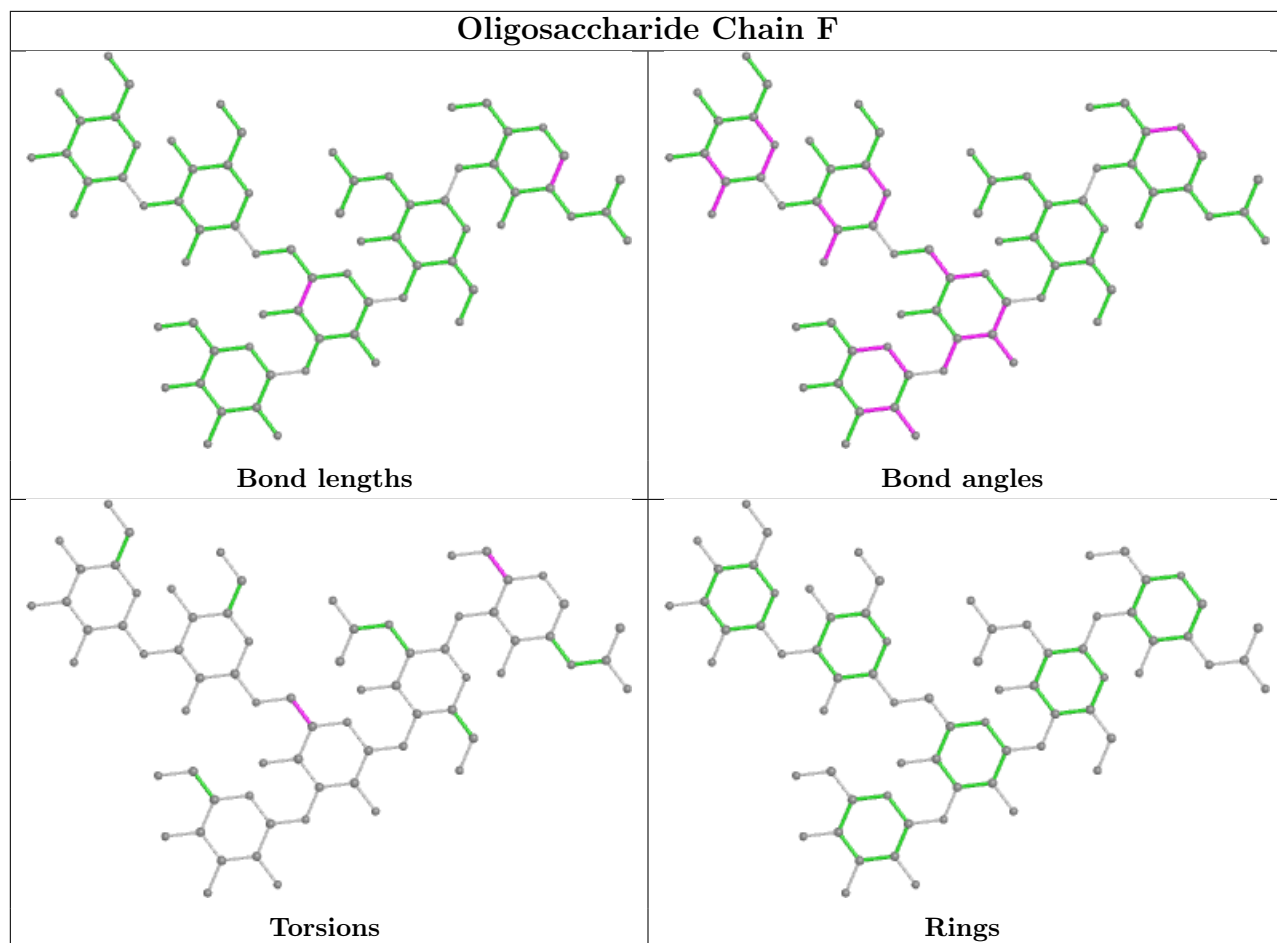 Oligosaccharide Chain F
Bond lengths
Bond angles
Torsions
Rings